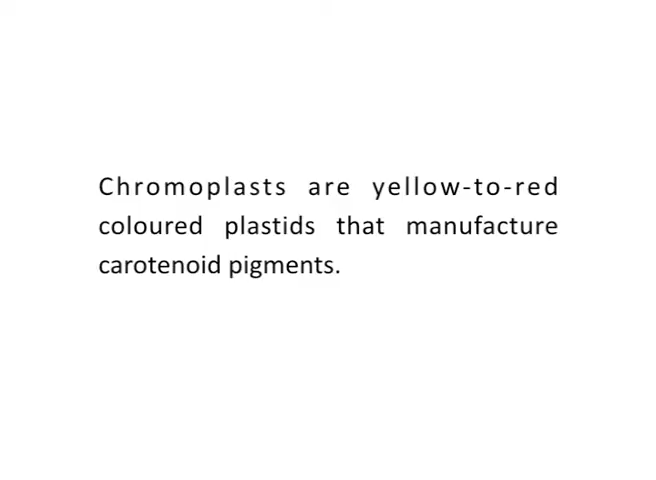 Chromoplasts are yellow-to-red
coloured plastids that manufacture
carotenoid pigments.